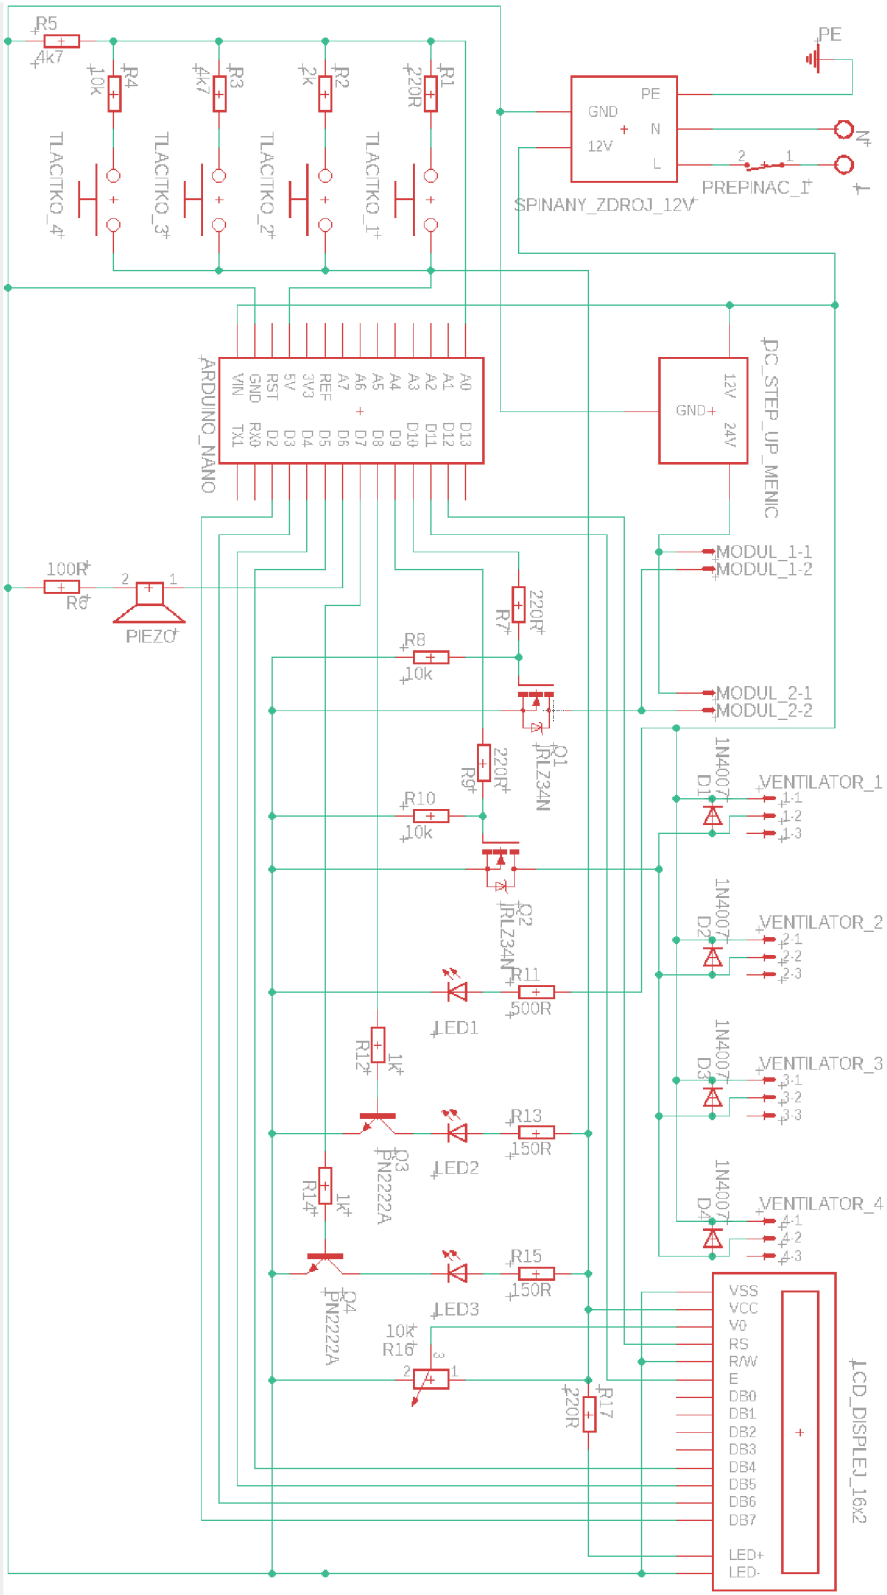 R5
4k7
R4
10k
R3
4k7
R2
2k
R1
220R
TLACITKO_4
TLACITKO_3
TLACITKO_2
TLACITKO_1
PE
PE
GND
N
12V
L
2
1
N
PREPINAC_1
SPINANY_ZDROJ_12V
ARDUINO_NANO
VIN
GND
RST
5V
3V3
REF
A7
A6
A5
A4
A3
A2
A1
A0
TX1
RX0
D2
D3
D4
D5
D6
D7
D8
D9
D10
D11
D12
D13
DC_STEP_UP_MENIC
12V
GND
24V
MODUL_1-1
MODUL_1-2
100R
R6
2
1
PIEZO
220R
R7
R8
10k
MODUL_2-1
MODUL_2-2
Q1
IRLZ34N
220R
R9
R10
10k
Q2
IRLZ34N
1N4007
D1
VENTILATOR_1
1-1
1-2
1-3
1N4007
D2
VENTILATOR_2
2-1
2-2
2-3
R11
500R
LED1
R12
1k
1N4007
D3
VENTILATOR_3
3-1
3-2
3-3
R13
150R
LED2
Q3
PN2222A
R14
1k
1N4007
D4
VENTILATOR_4
4-1
4-2
4-3
R15
150R
LED3
Q4
PN2222A
10k
R16
3
2
1
R17
220R
VSS
VCC
V0
RS
R/W
E
DB0
DB1
DB2
DB3
DB4
DB5
DB6
DB7
LED+
LED-
LCD_DISPLEJ_16x2